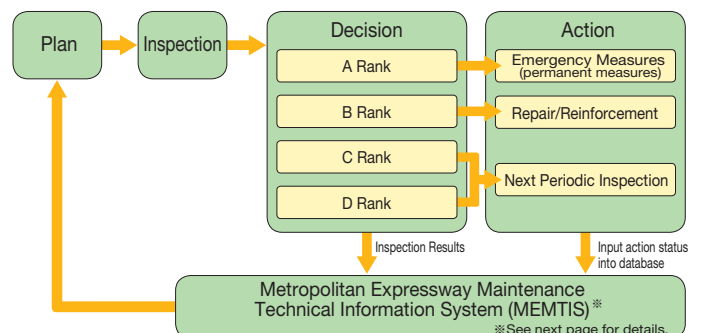 Plan
Inspection
Decision
A Rank
B Rank
C Rank
D Rank
Action
Emergency Measures
(permanent measures)
Repair/Reinforcement
Next Periodic Inspection
Inspection Results
Input action status
into database
Metropolitan Expressway Maintenance
Technical Information System (MEMTIS)※
※See next page for details.